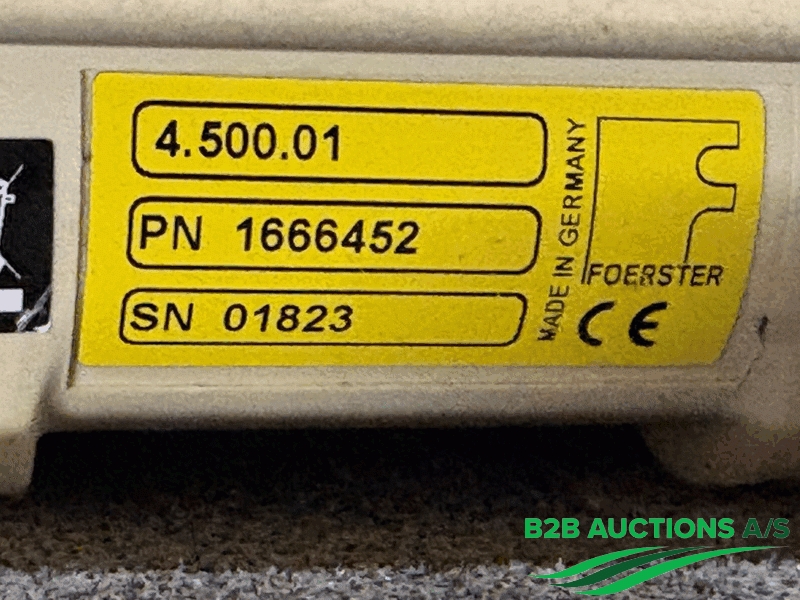 4.500.01
PN 1666452
SN 01823
MADE IN GERMANY
FOERSTER
CE
B2B AUCTIONS A/S